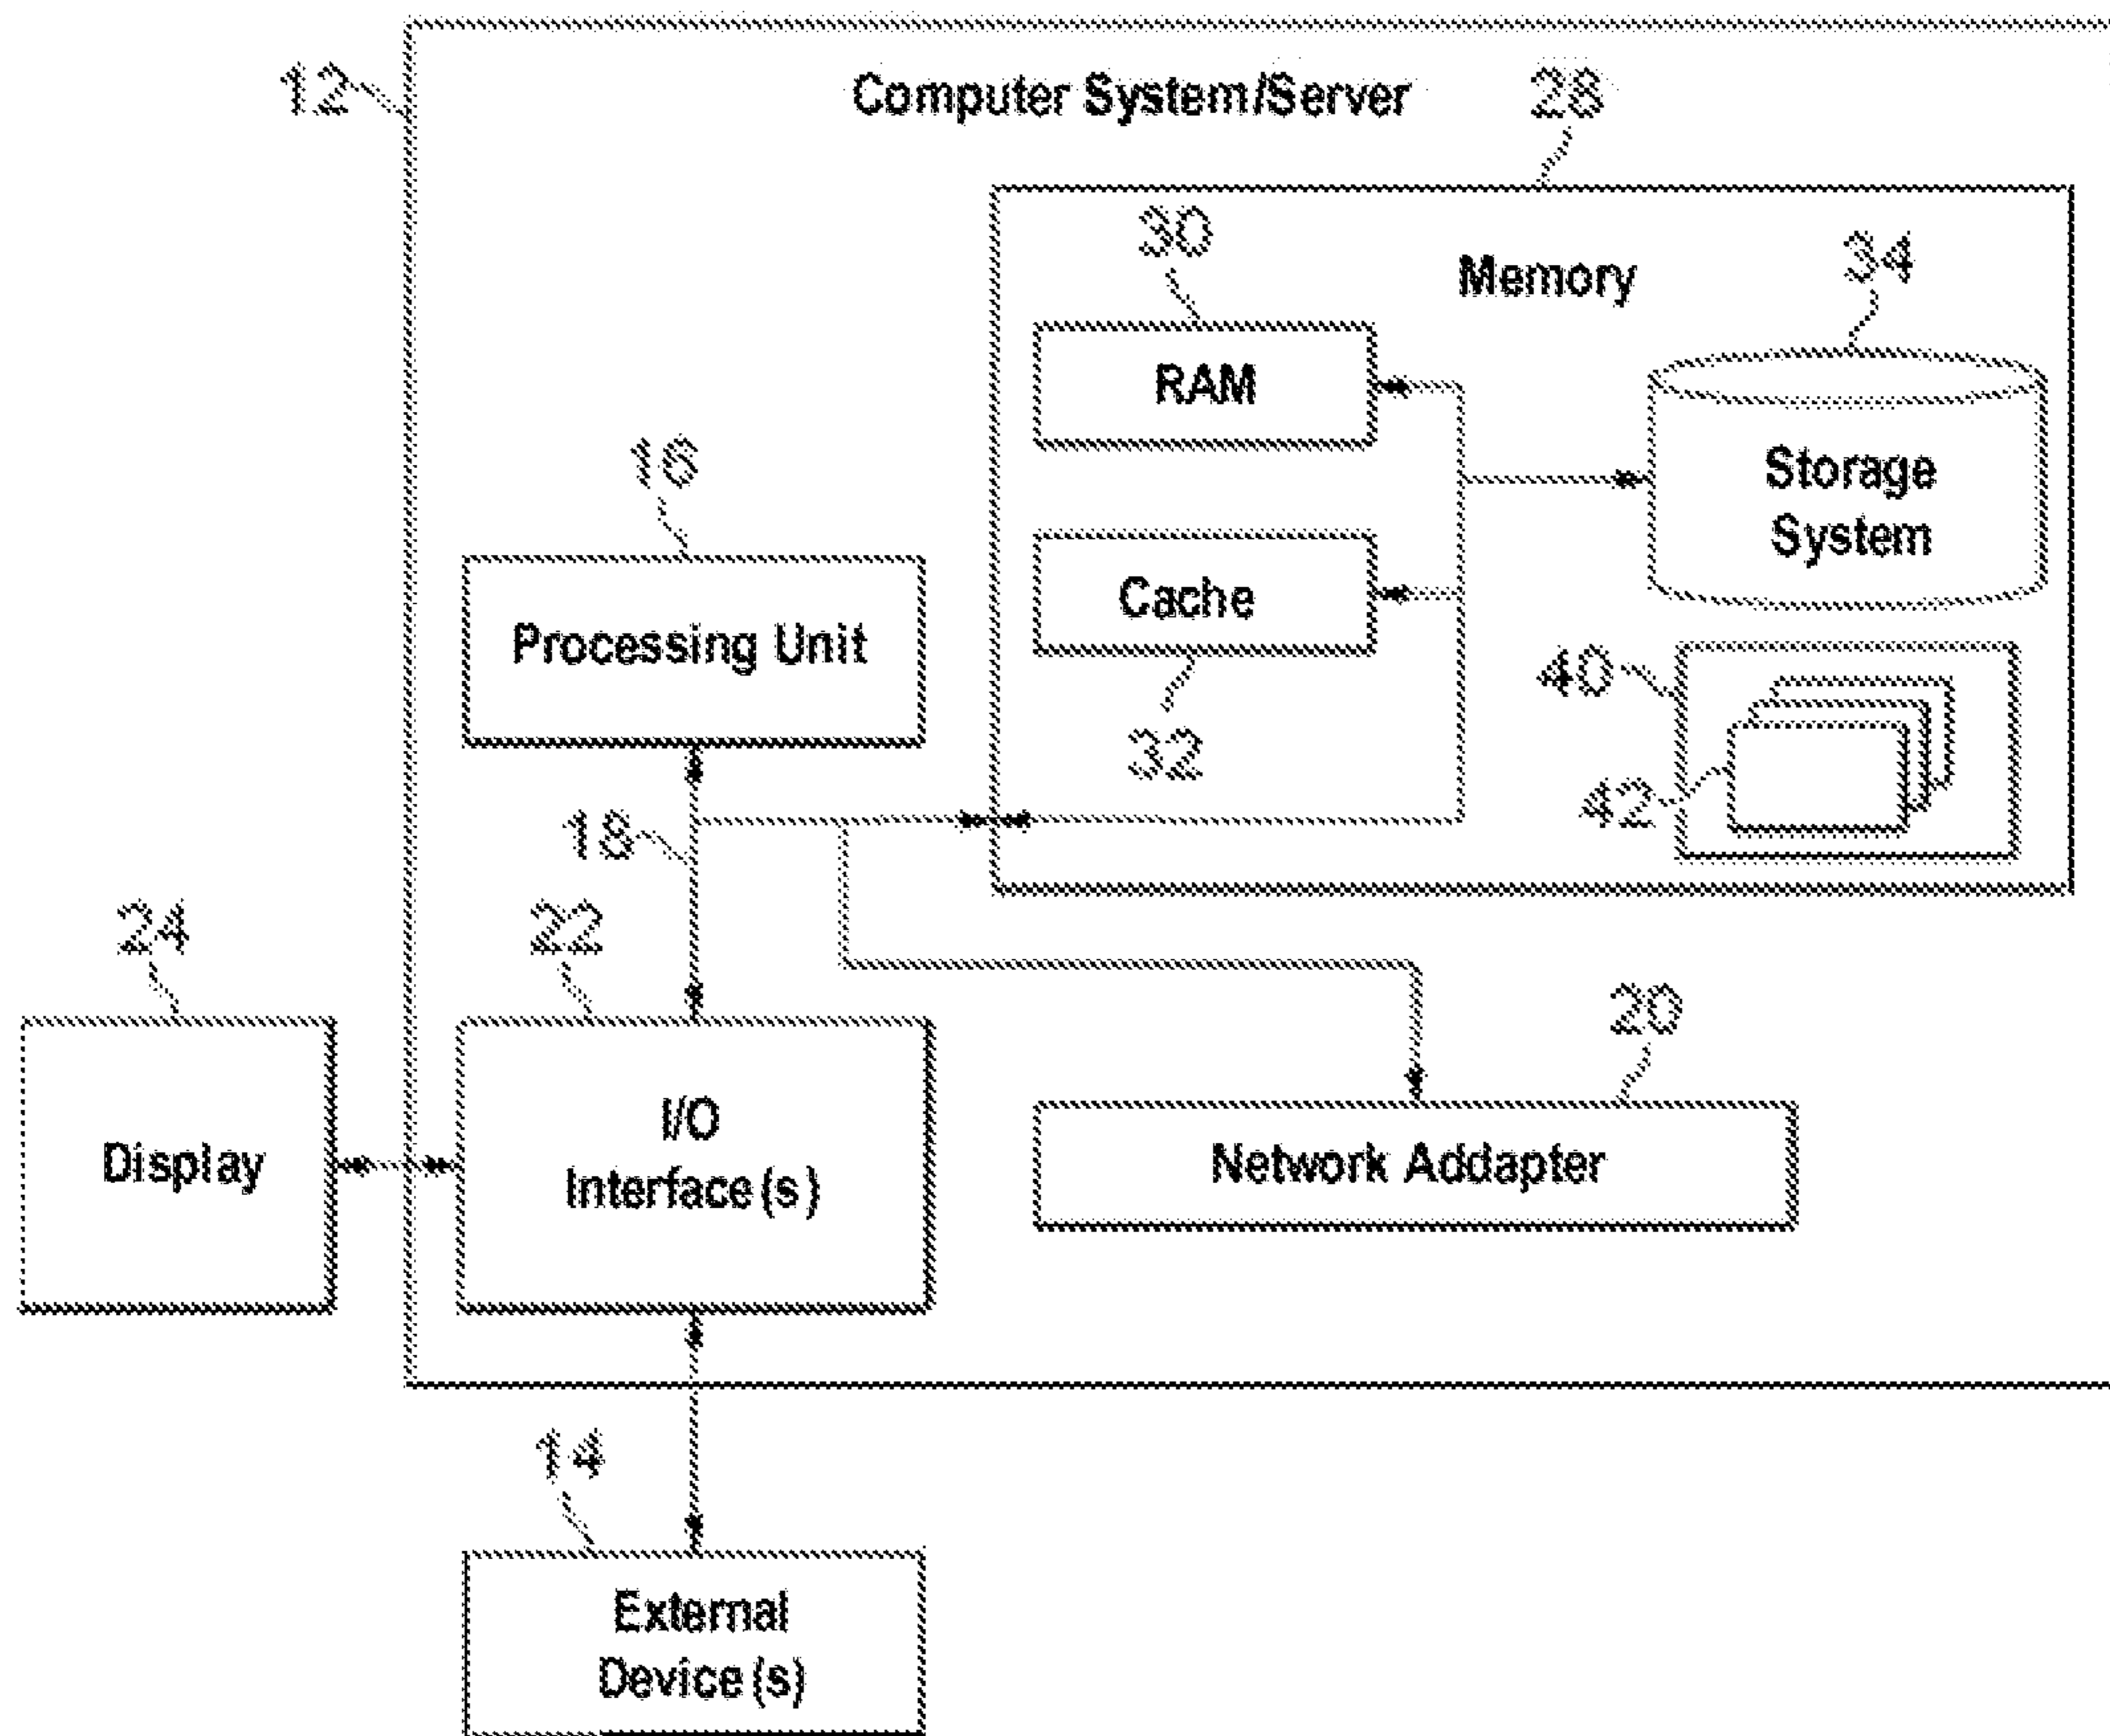 12
Computer System/Server
28
30
Memory
34
RAM
16
Storage
System
Cache
Processing Unit
40
32
42
18
24
22
20
I/O
Interface(s)
Display
Network Addapter
14
External
Device(s)